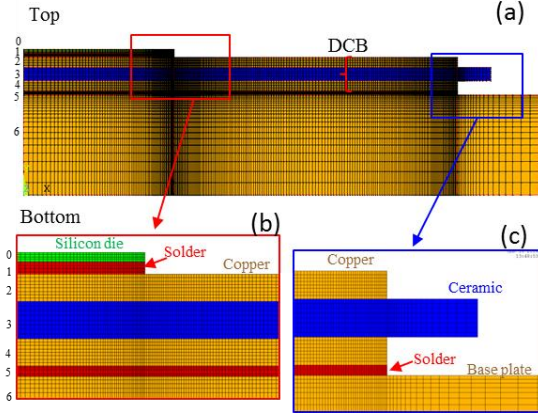 Top
(a)
DCB
0
1
2
3
4
5
6
X
Bottom
(b)
(c)
Silicon die
Solder
Copper
0
1
2
3
4
5
6
Copper
Ceramic
Solder
Base plate